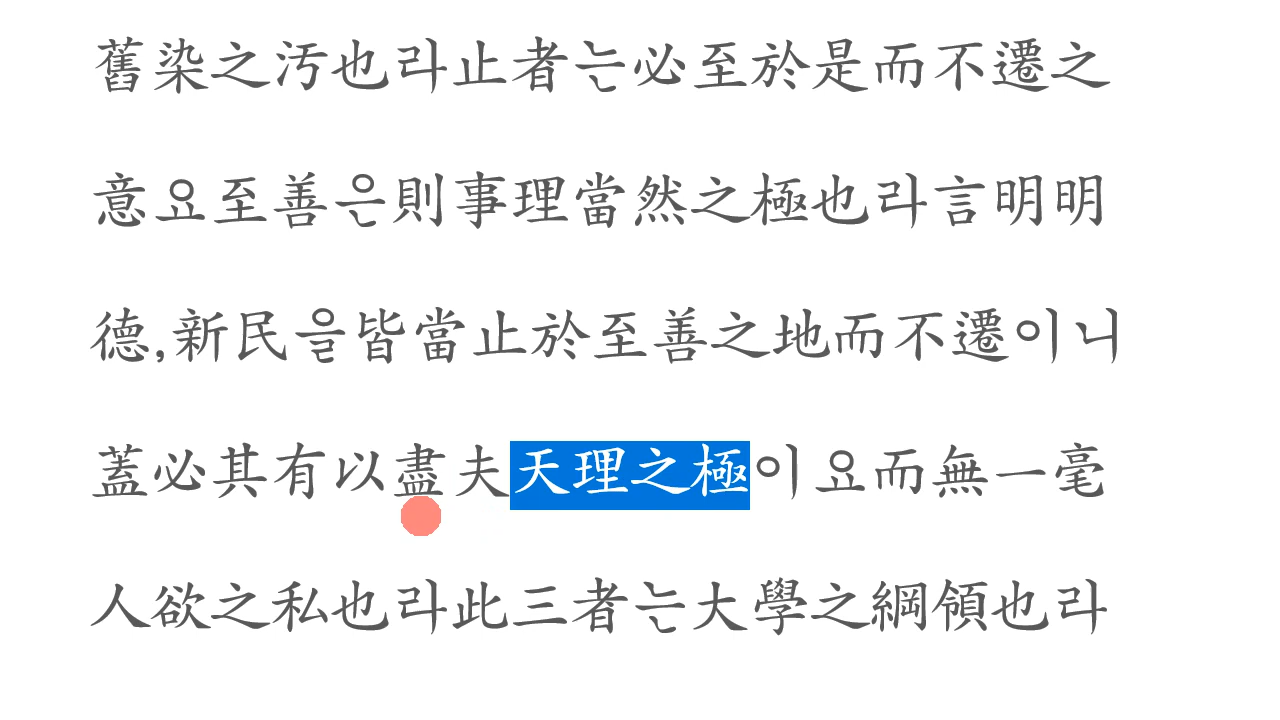 舊染之汚也라止者는必至於是而不遷之
意요至善은則事理當然之極也라言明明
德,新民을皆當止於至善之地而不遷이니
蓋必其有以盡夫天理之極이요而無一毫
人欲之私也라此三者는大學之綱領也라